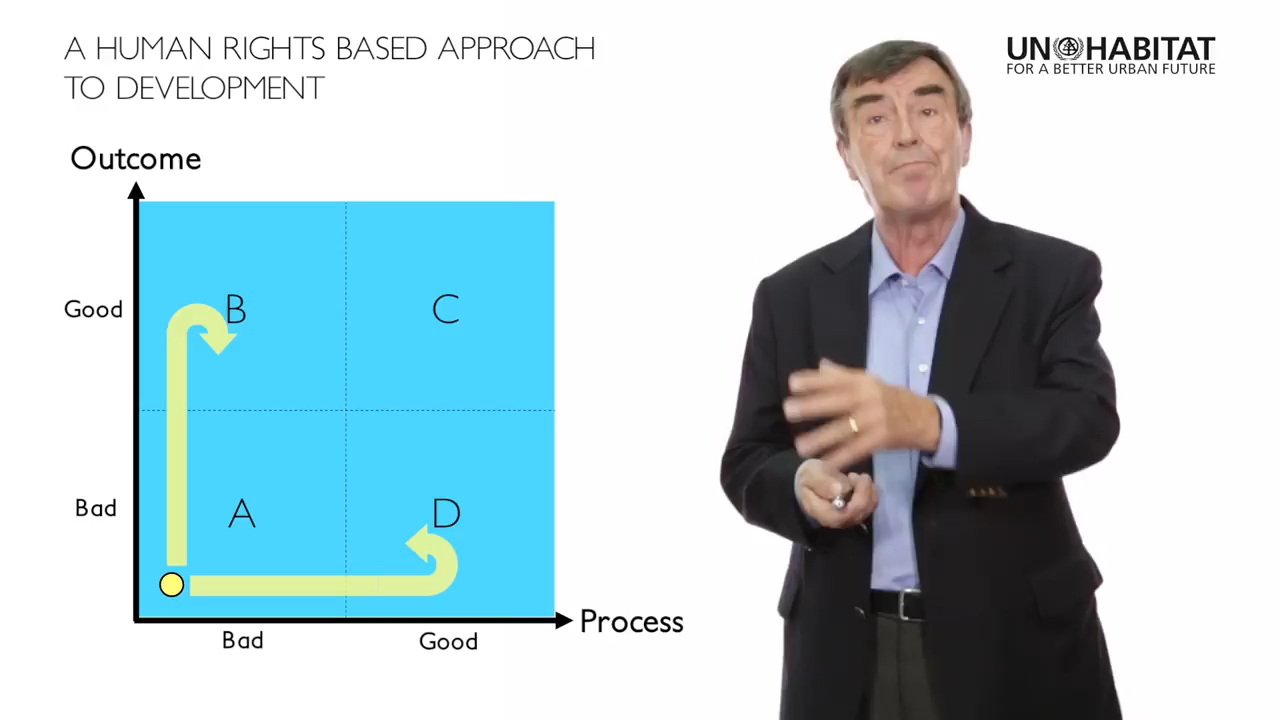 A HUMAN RIGHTS BASED APPROACH
TO DEVELOPMENT
UN HABITAT
FOR A BETTER URBAN FUTURE
Outcome
Good
B
C
Bad
A
D
Process
Bad
Good